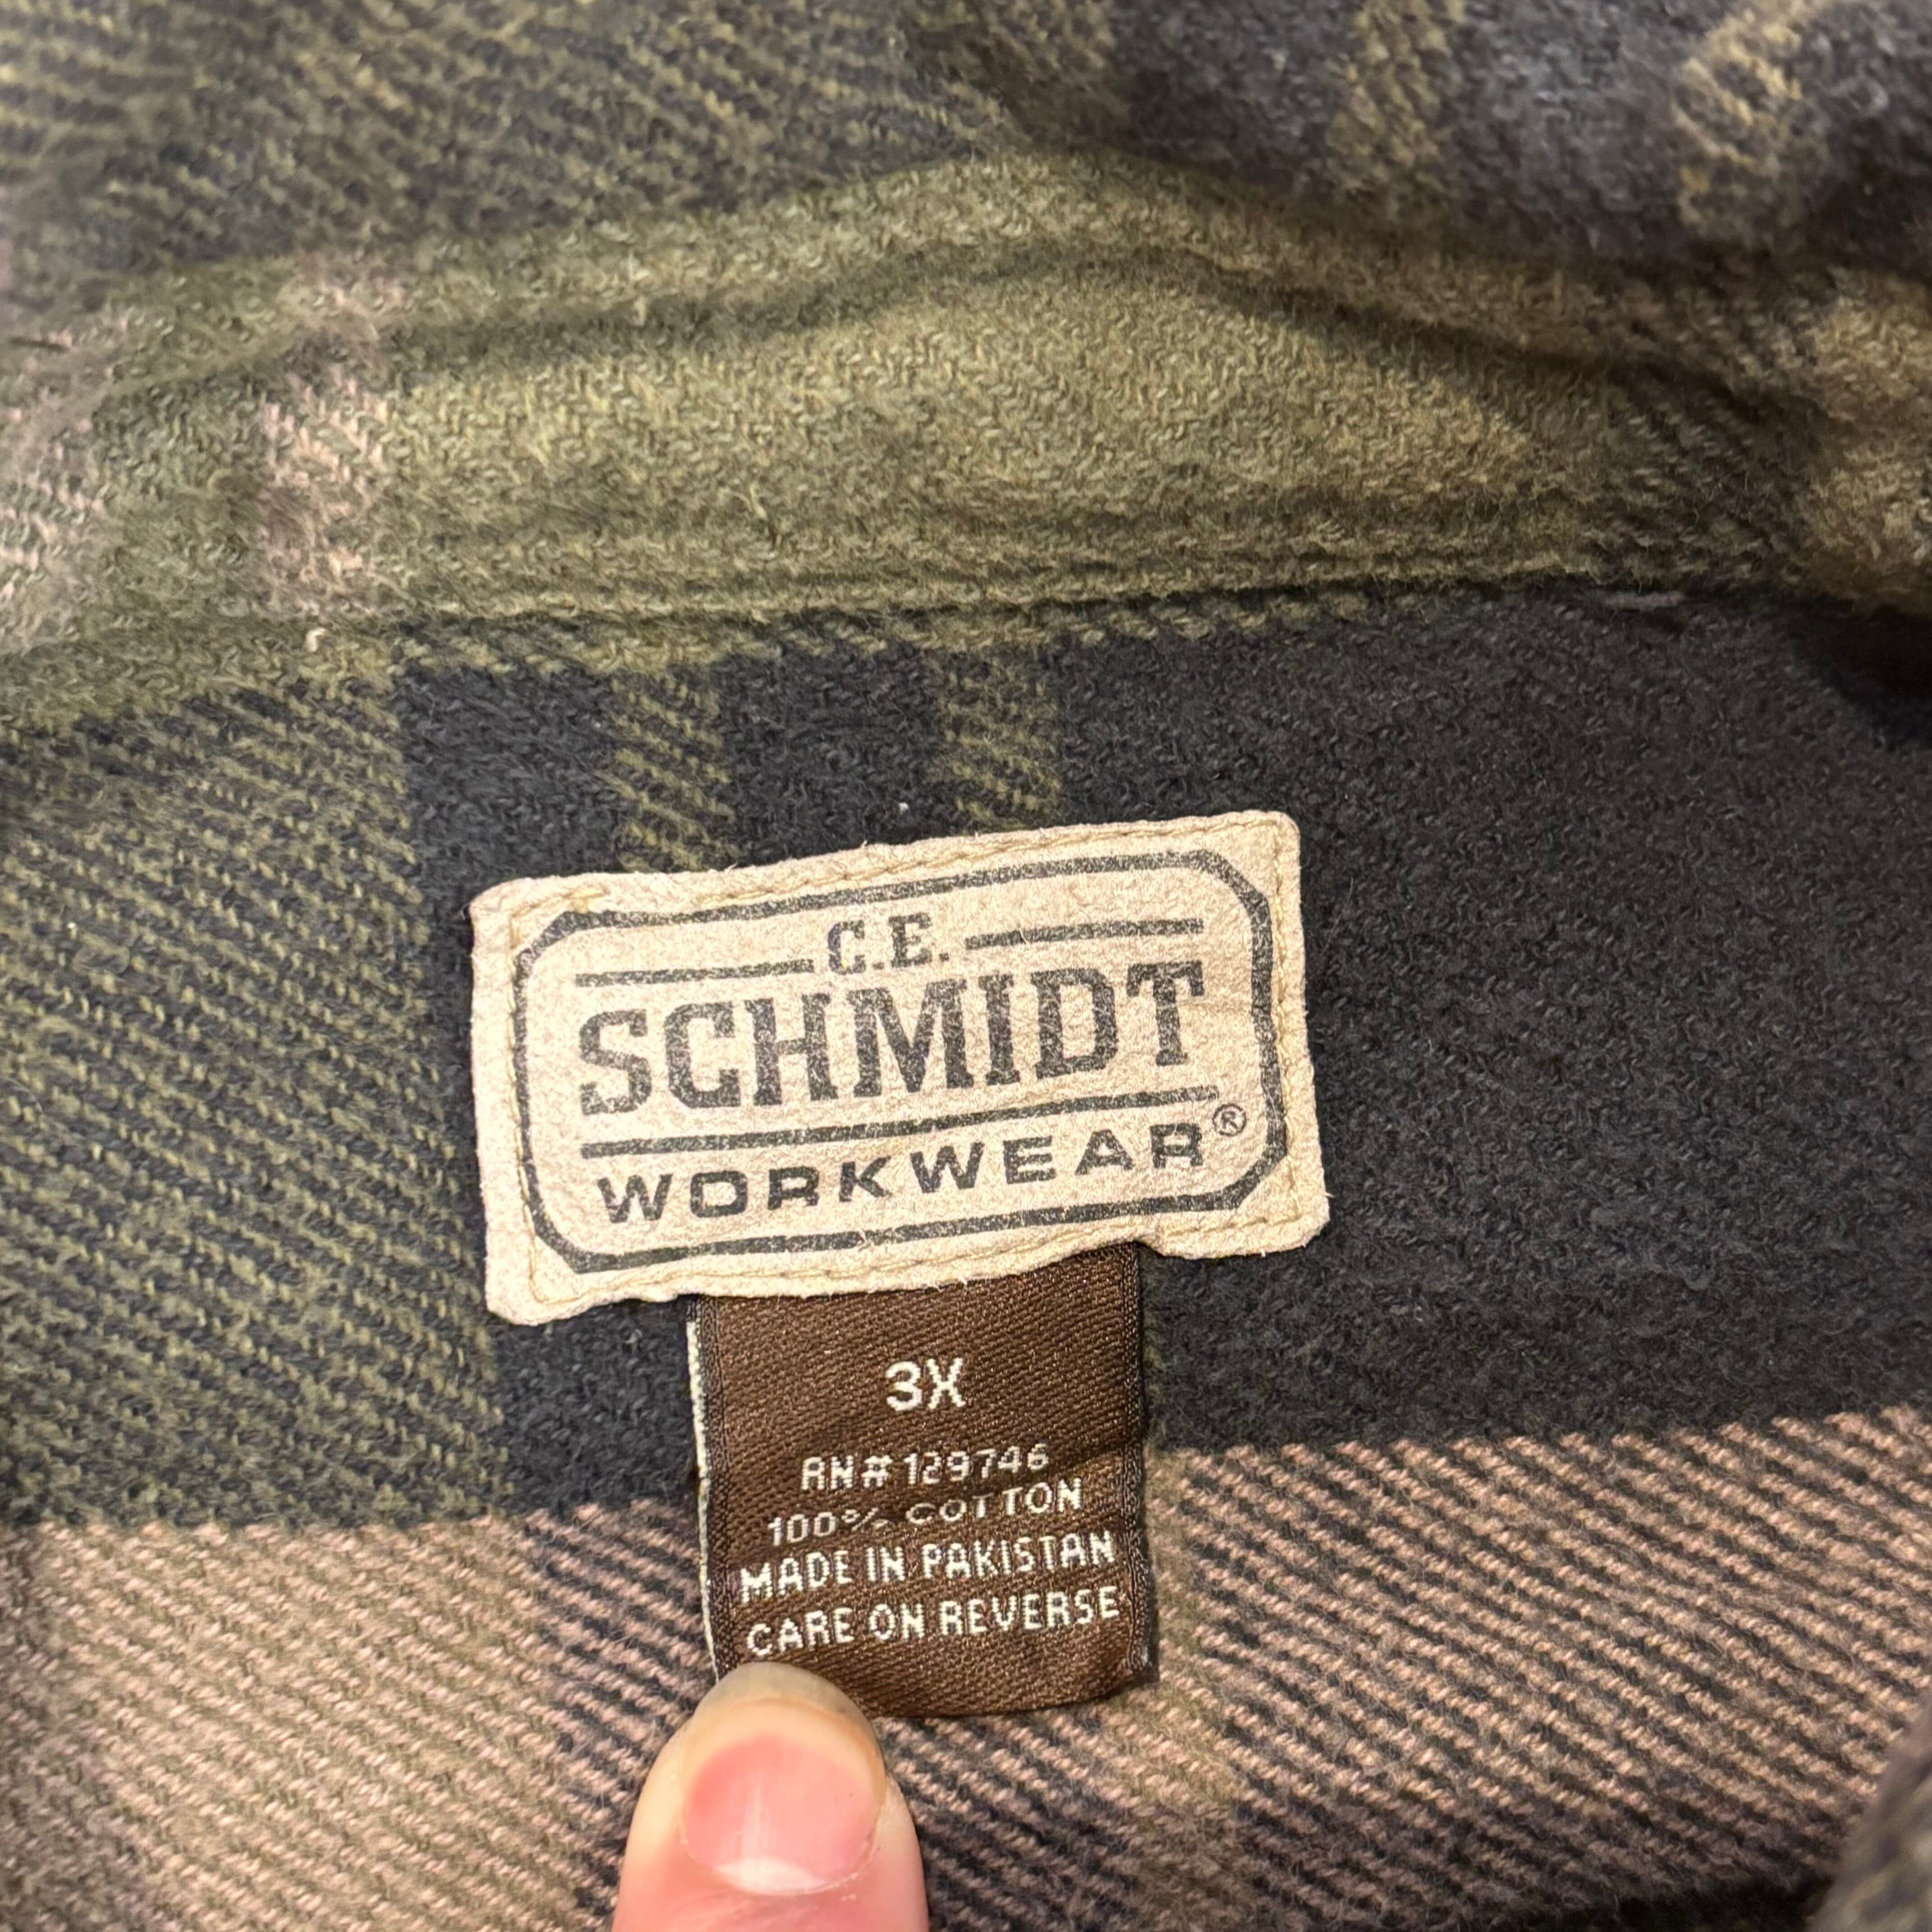 C.E.
SCHMIDT
WORKWEAR®
3X
RN# 129746
100% COTTON
MADE IN PAKISTAN
CARE ON REVERSE